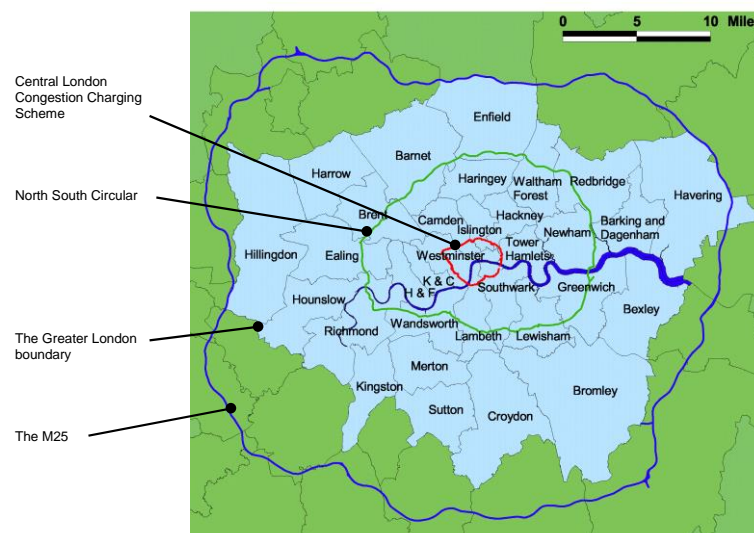 0 5 10 Mile
Central London
Congestion Charging
Scheme
Enfield
Barnet
Harrow
Haringey
Waltham
Forest
Redbridge
Havering
North South Circular
Brent
Camden
Hackney
Islington
Barking and
Dagenham
Newham
Tower
Hamlets
Hillingdon
Ealing
Westminster
K & C
H & F
Southwark
Greenwich
Hounslow
Bexley
Wandsworth
Richmond
Lambeth
Lewisham
The Greater London
boundary
Merton
Kingston
Bromley
Sutton
Croydon
The M25